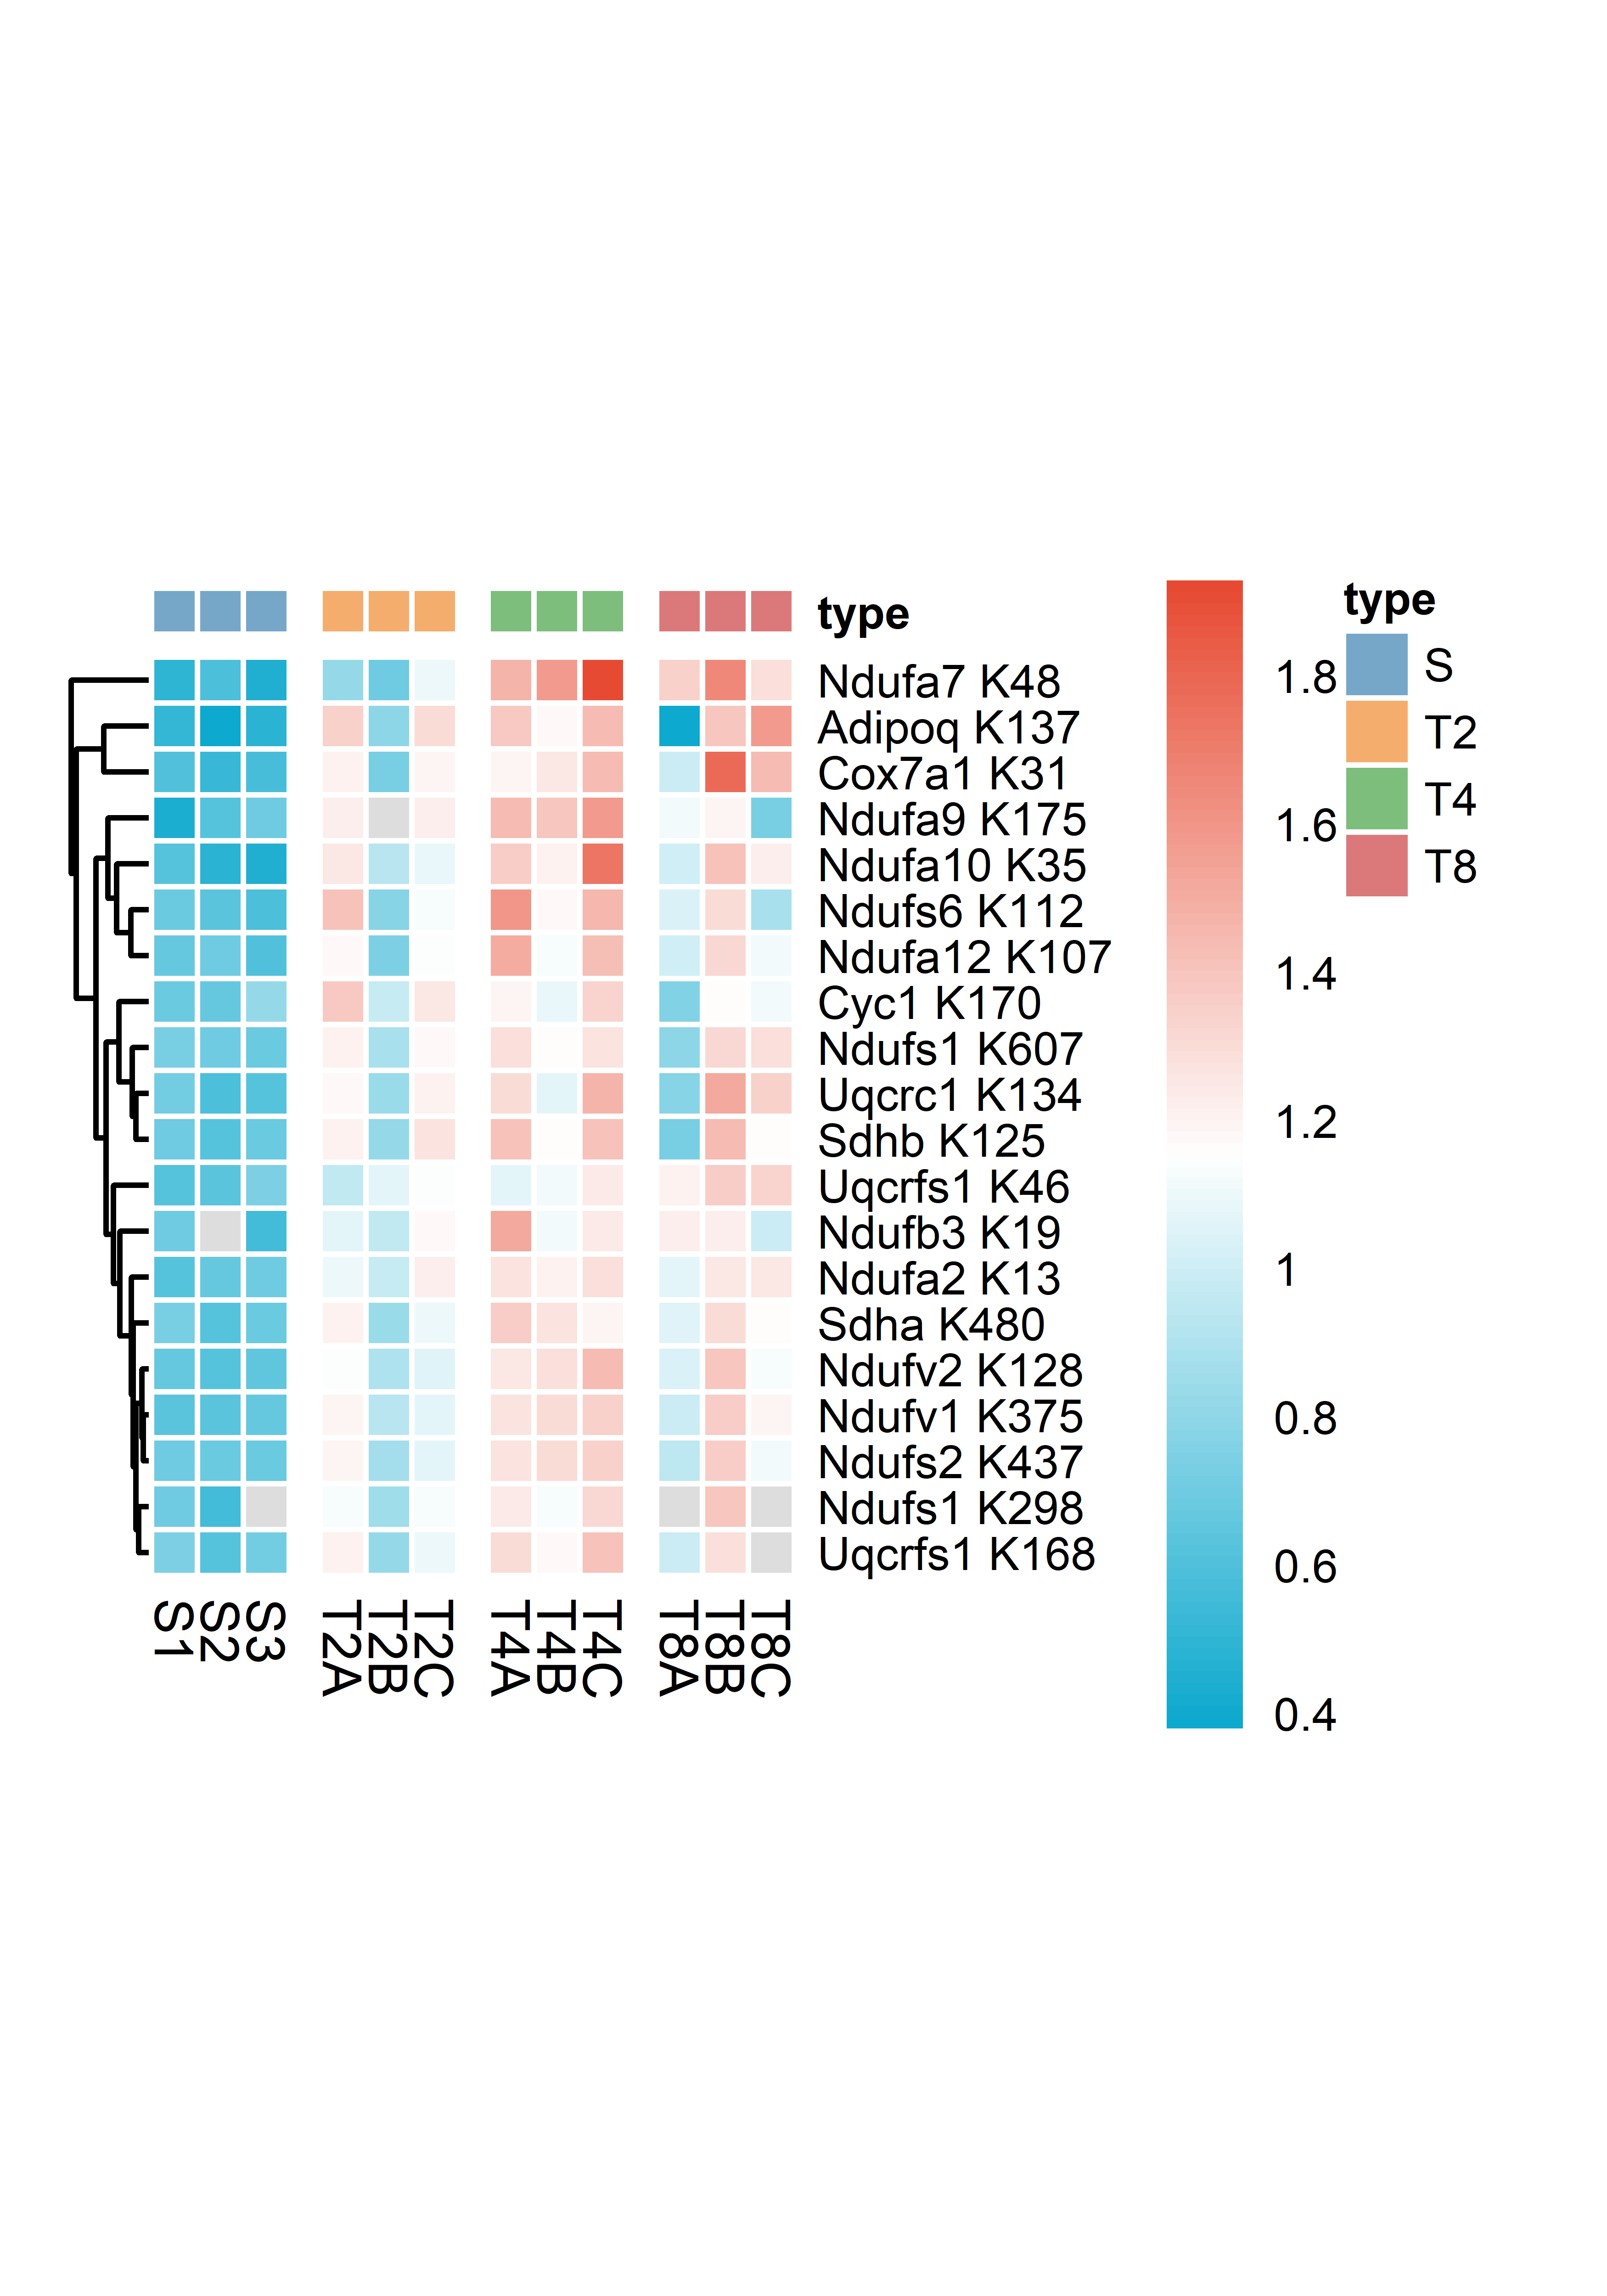 type
Ndufa7 K48
Adipoq K137
Cox7a1 K31
Ndufa9 K175
Ndufa10 K35
Ndufs6 K112
Ndufa12 K107
Cyc1 K170
Ndufs1 K607
Uqcrc1 K134
Sdhb K125
Uqcrfs1 K46
Ndufb3 K19
Ndufa2 K13
Sdha K480
Ndufv2 K128
Ndufv1 K375
Ndufs2 K437
Ndufs1 K298
Uqcrfs1 K168
S1
S2
S3
T2A
T2B
T2C
T4A
T4B
T4C
T8A
T8B
T8C
1.8
1.6
1.4
1.2
1
0.8
0.6
0.4
type
S
T2
T4
T8